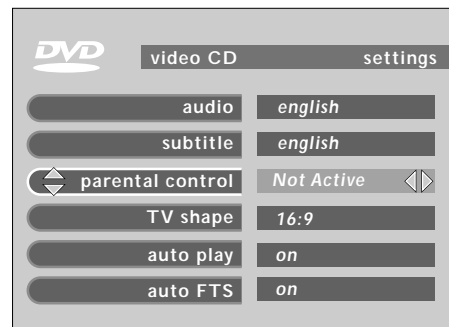 DVD
video CD settings
audio english
subtitle english
parental control Not Active
TV shape 16:9
auto play on
auto FTS on